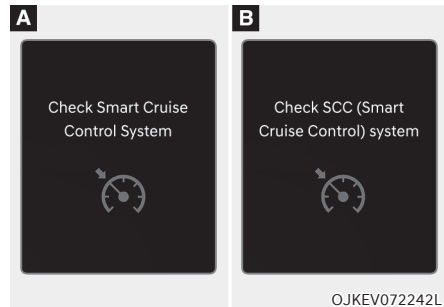 A
Check Smart Cruise
Control System
B
Check SCC (Smart
Cruise Control) system
OJKEV072242L